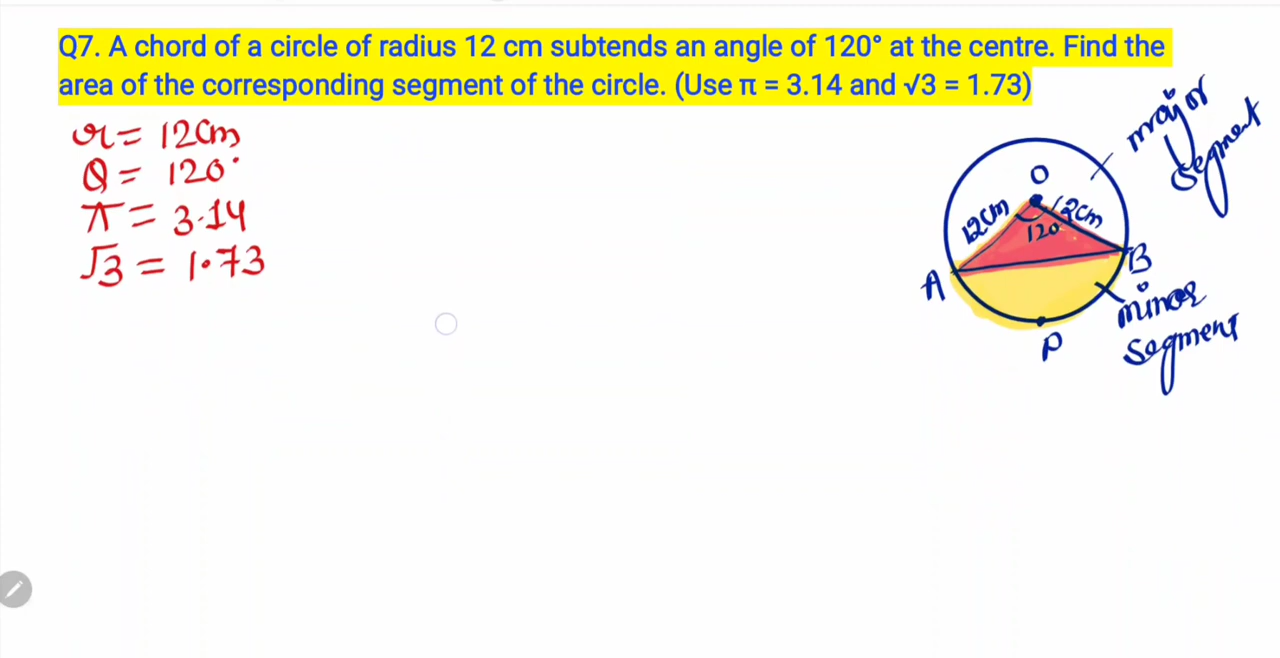 Q7. A chord of a circle of radius 12 cm subtends an angle of 120° at the centre. Find the
area of the corresponding segment of the circle. (Use π = 3.14 and √3 = 1.73)
r = 12cm
θ = 120°
π = 3.14
√3 = 1.73
major
segment
O
12cm
12cm
120
A
B
minor
segment
P